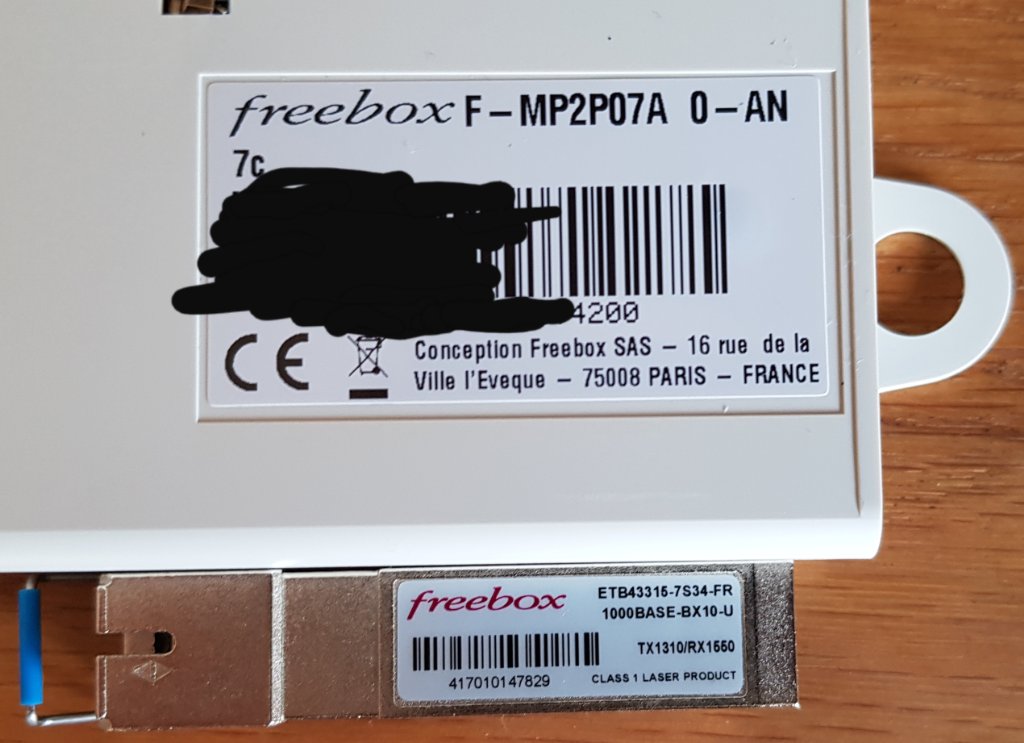 freebox F-MP2P07A 0-AN
7c
4200
CE
Conception Freebox SAS - 16 rue de la
Ville l'Eveque - 75008 PARIS - FRANCE
freebox
ETB43315-7S34-FR
1000BASE-BX10-U
TX1310/RX1550
417010147829
CLASS 1 LASER PRODUCT